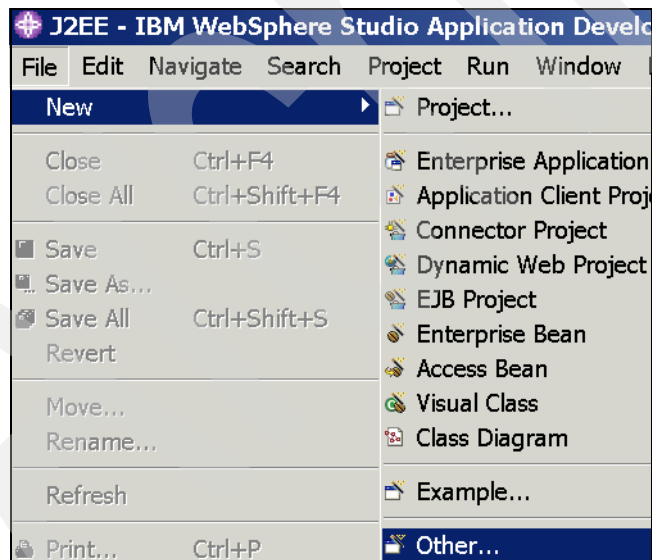 J2EE - IBM WebSphere Studio Application Develo
File Edit Navigate Search Project Run Window
New
Project...
Close Ctrl+F4
Enterprise Application
Close All Ctrl+Shift+F4
Application Client Proj
Connector Project
Save Ctrl+S
Dynamic Web Project
Save As...
EJB Project
Save All Ctrl+Shift+S
Enterprise Bean
Revert
Access Bean
Move...
Visual Class
Rename...
Class Diagram
Refresh
Example...
Print... Ctrl+P
Other...